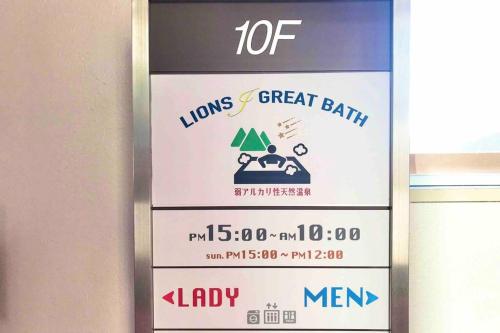 10F
LIONS J GREAT BATH
弱アルカリ性天然温泉
PM15:00~AM10:00
sun. PM15:00~PM12:00
LADY MEN